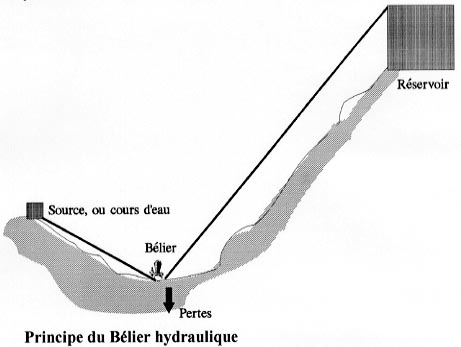 Réservoir
Source, ou cours d'eau
Bélier
Pertes
Principe du Bélier hydraulique